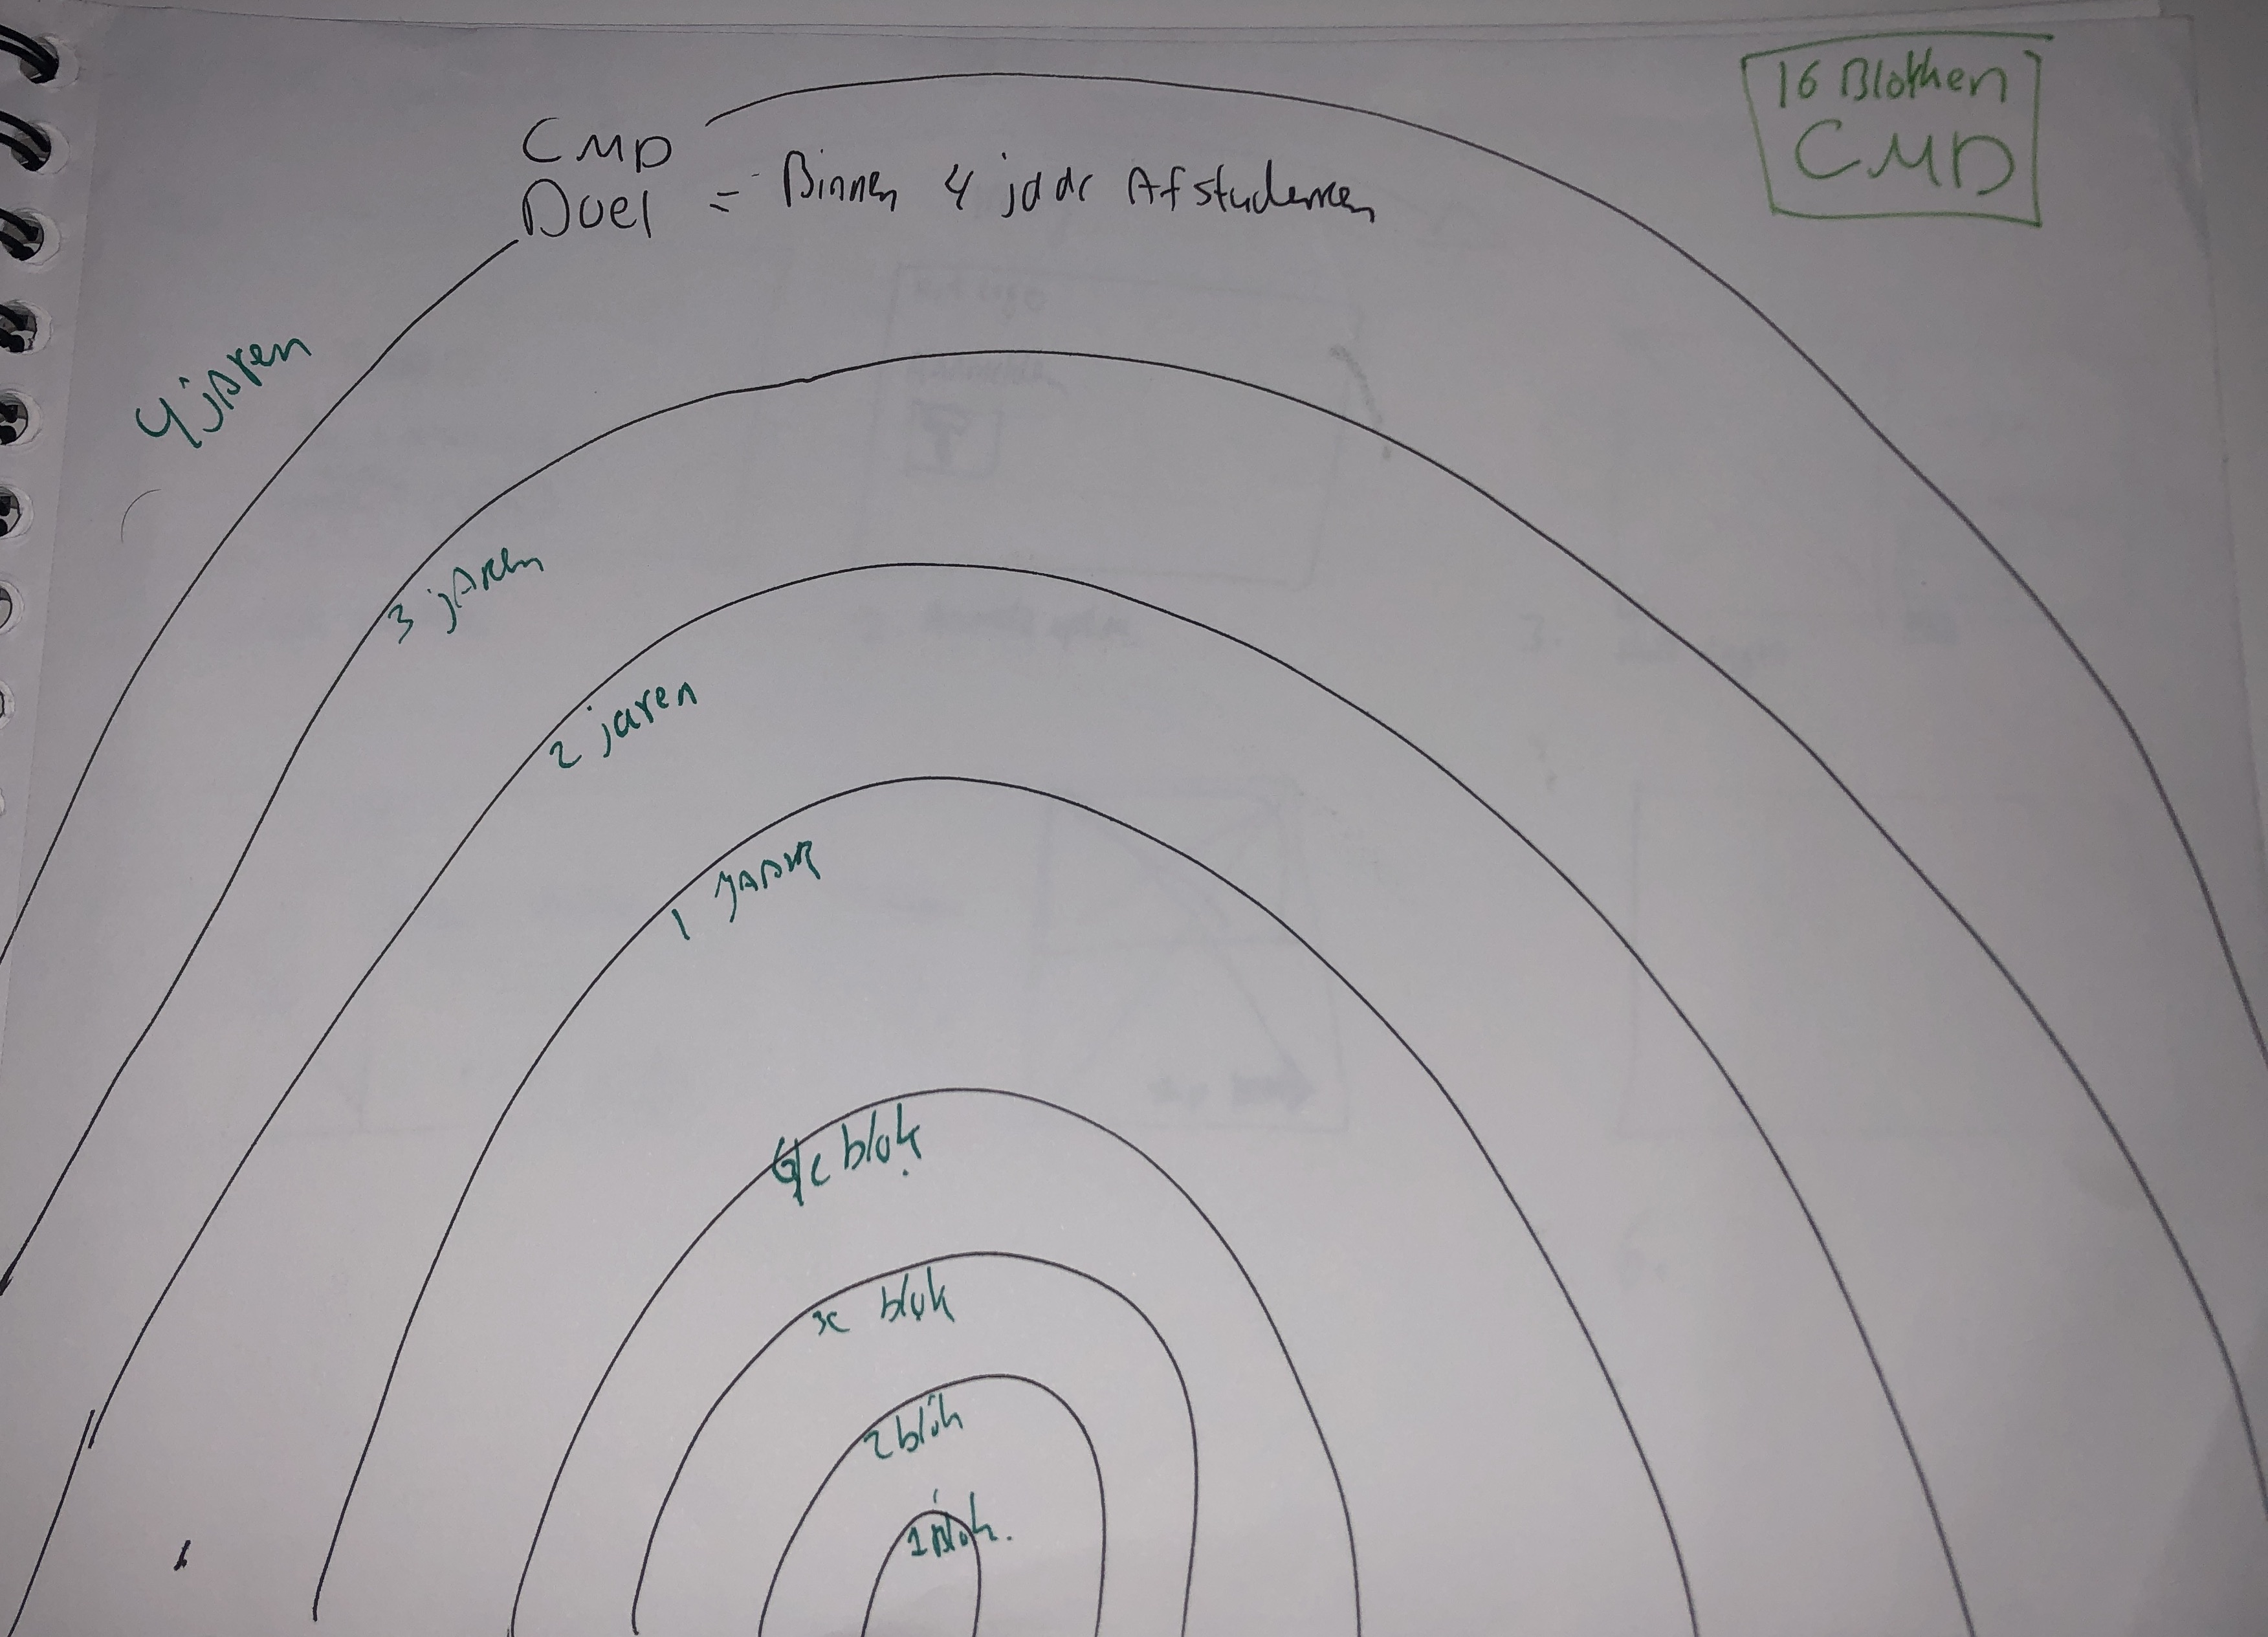 16 Blokken
CMD
CMD
Doel = Binnen 4 jaar Afstuderen
4 jaren
3 jaren
2 jaren
1 jaar
4e blok
3e blok
2 blok
1 Blok.